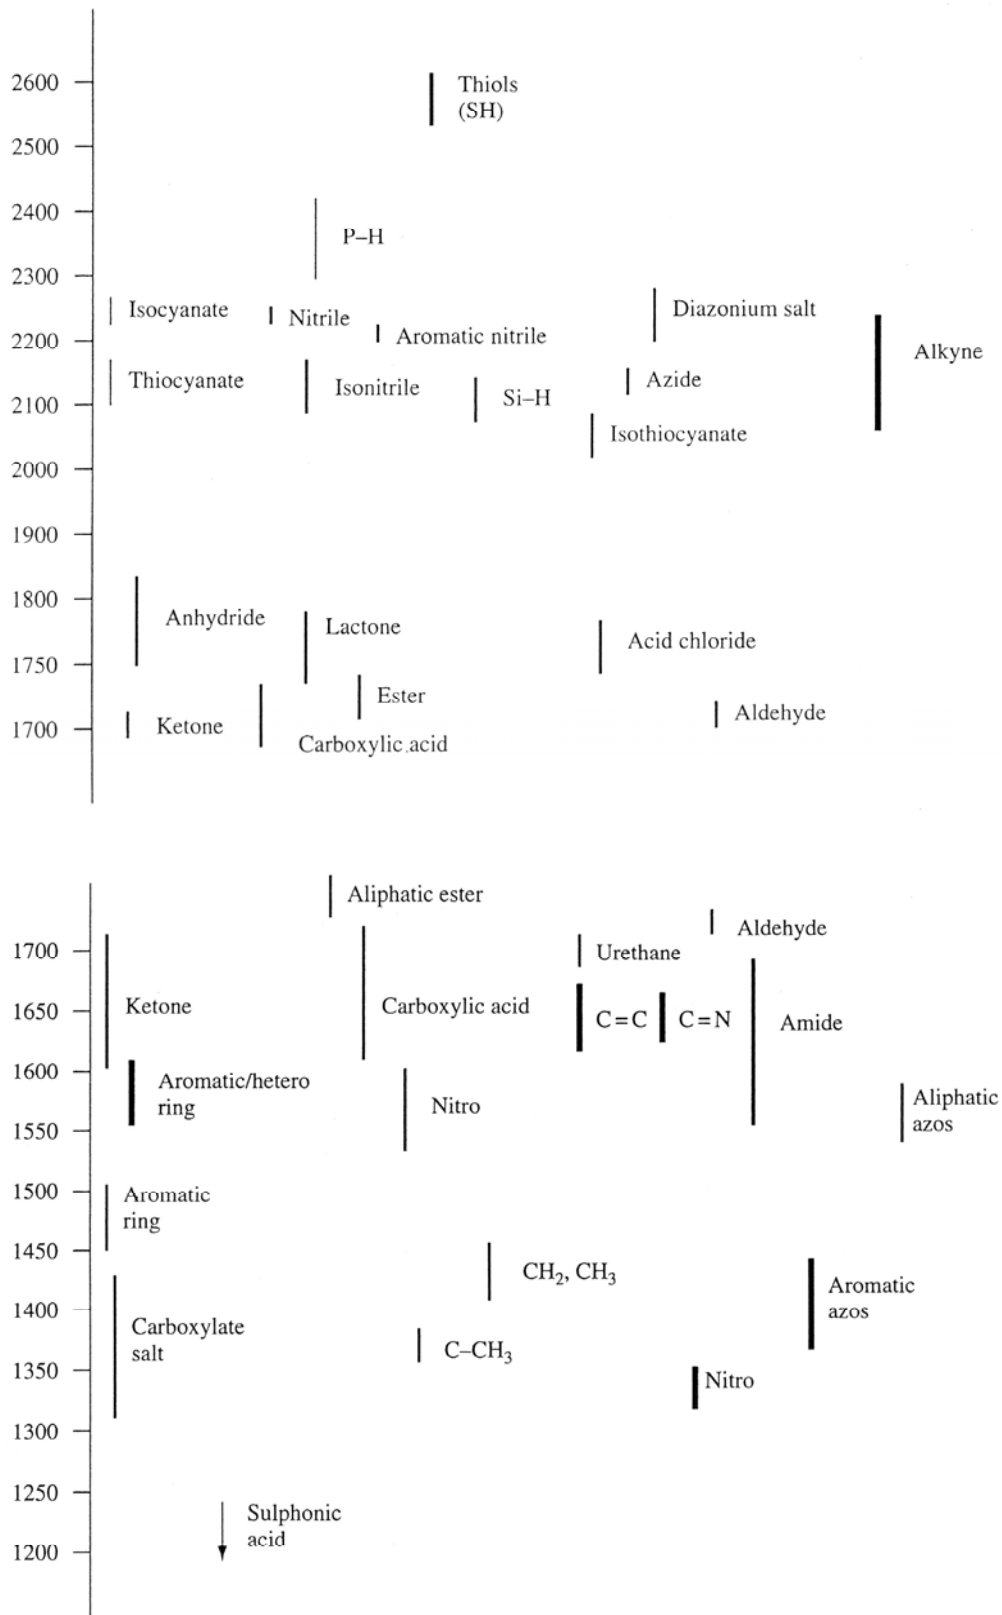 2600
Thiols
(SH)
2500
2400
P–H
2300
Isocyanate
Nitrile
Diazonium salt
2200
Aromatic nitrile
Alkyne
Thiocyanate
Isonitrile
Azide
2100
Si–H
Isothiocyanate
2000
1900
1800
Anhydride
Lactone
Acid chloride
1750
Ester
1700
Ketone
Aldehyde
Carboxylic acid
Aliphatic ester
1700
Urethane
Aldehyde
1650
Ketone
Carboxylic acid
C=C
C=N
Amide
1600
Aromatic/hetero
ring
Nitro
Aliphatic
azos
1550
1500
Aromatic
ring
1450
CH₂, CH₃
Aromatic
azos
1400
Carboxylate
salt
C–CH₃
1350
Nitro
1300
1250
Sulphonic
acid
1200